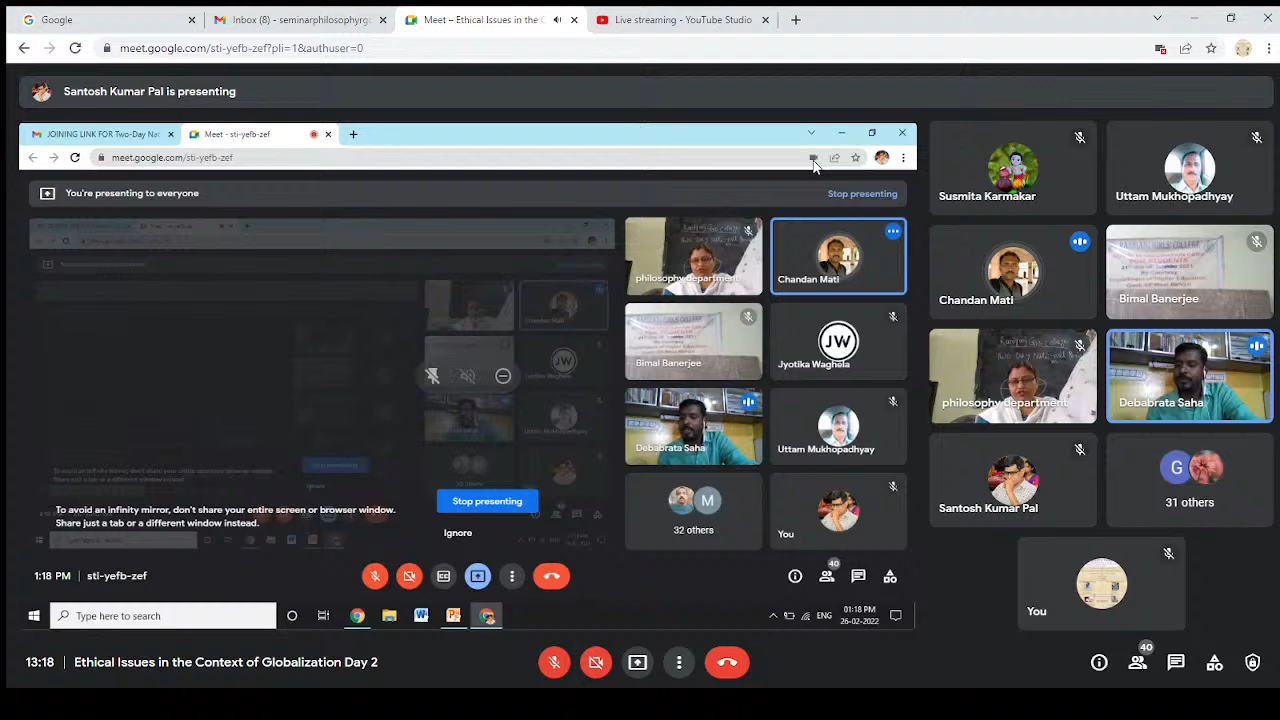 Google
Inbox (8) - seminarphilosophyrg
Meet – Ethical Issues in the C
Live streaming - YouTube Studio
meet.google.com/sti-yefb-zef?pli=1&authuser=0
Santosh Kumar Pal is presenting
JOINING LINK FOR Two-Day Nat
Meet - sti-yefb-zef
meet.google.com/sti-yefb-zef
You're presenting to everyone
Stop presenting
philosophy department
Chandan Mati
Bimal Banerjee
JW
Jyotika Waghela
Debabrata Saha
Uttam Mukhopadhyay
M
32 others
You
JW
To avoid an infinity mirror, don't share your entire screen or browser window.
Share just a tab or a different window instead.
Stop presenting
Ignore
1:18 PM | sti-yefb-zef
40
Type here to search
ENG
01:18 PM
26-02-2022
Susmita Karmakar
Uttam Mukhopadhyay
Chandan Mati
Bimal Banerjee
philosophy department
Debabrata Saha
Santosh Kumar Pal
G
31 others
You
13:18 | Ethical Issues in the Context of Globalization Day 2
40